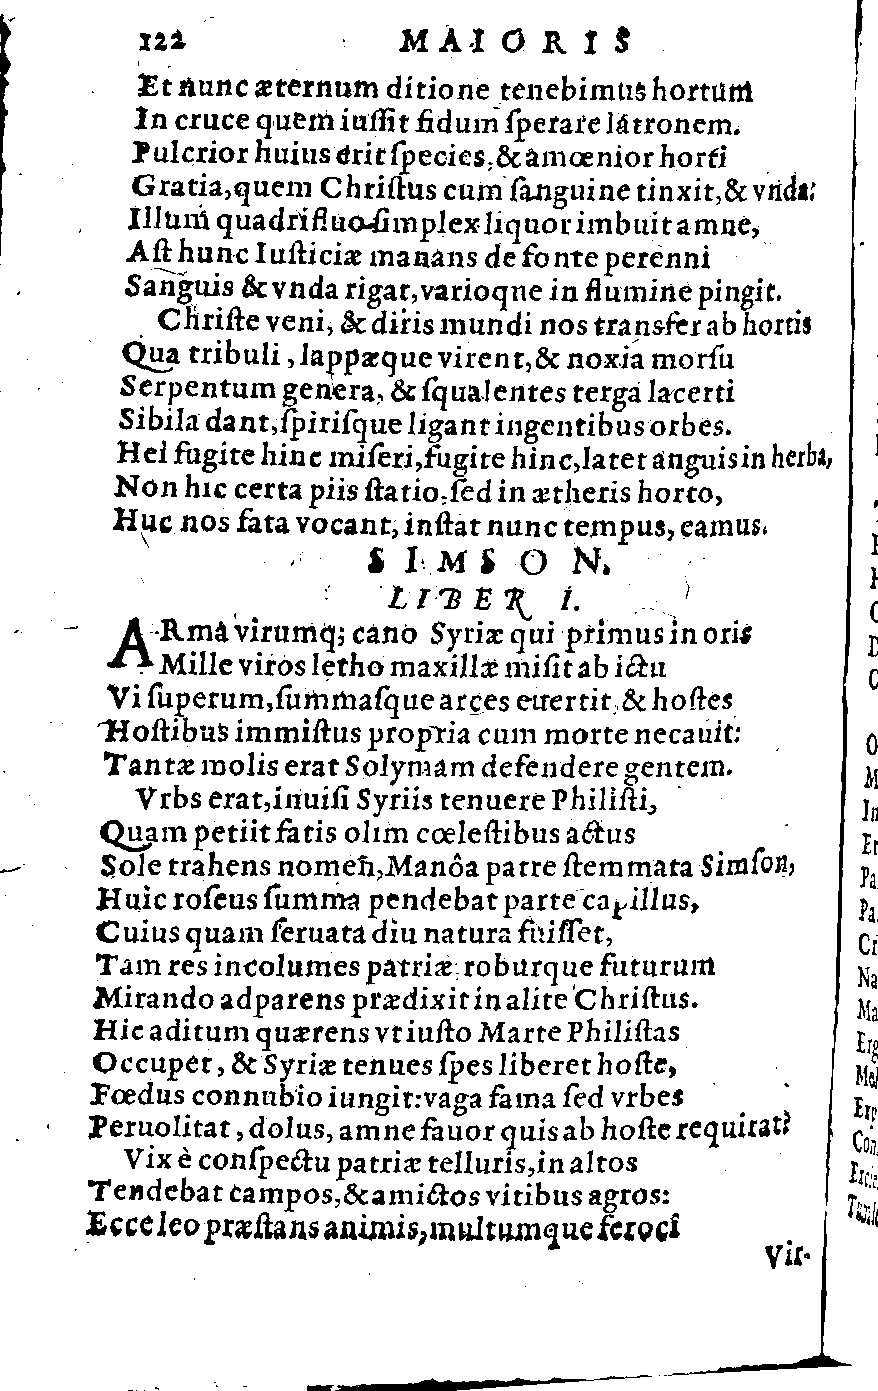 122 MAIORIS
Et nunc æternum ditione tenebimus hortum
In cruce quem iuſſit fidum ſperare latronem.
Pulcrior huius erit ſpecies, & amœnior horti
Gratia, quem Chriſtus cum ſanguine tinxit, & vnda:
Illum quadrifluo ſimplex liquor imbuit amne,
Aſt hunc Iuſticiæ manans de fonte perenni
Sanguis & vnda rigat, varioqne in flumine pingit.
Chriſte veni, & diris mundi nos transfer ab hortis
Qua tribuli, lappæque virent, & noxia morſu
Serpentum genera, & ſqualentes terga lacerti
Sibila dant, ſpiriſque ligant ingentibus orbes.
Hei fugite hinc miſeri, fugite hinc, latet anguis in herba,
Non hic certa piis ſtatio, ſed in ætheris horto,
Huc nos fata vocant, inſtat nunc tempus, eamus.
SIMSON.
LIBER I.
ARma virumq; cano Syriæ qui primus in oris
Mille viros letho maxillæ miſit ab ictu
Vi ſuperum, ſummaſque arces euertit, & hoſtes
Hoſtibus immiſtus propria cum morte necauit:
Tantæ molis erat Solymam defendere gentem.
Vrbs erat, inuiſi Syriis tenuere Philiſti,
Quam petiit fatis olim cœleſtibus actus
Sole trahens nomen, Manôa patre ſtemmata Simſon,
Huic roſeus ſumma pendebat parte capillus,
Cuius quam ſeruata diu natura fuiſſet,
Tam res incolumes patriæ roburque futurum
Mirando adparens prædixit in alite Chriſtus.
Hic aditum quærens vt iuſto Marte Philiſtas
Occupet, & Syriæ tenues ſpes liberet hoſte,
Fœdus connubio iungit: vaga fama ſed vrbes
Peruolitat, dolus, amne fauor quis ab hoſte requirat?
Vix è conſpectu patriæ telluris, in altos
Tendebat campos, & amictos vitibus agros:
Ecce leo præſtans animis, multumque feroci
Vir-